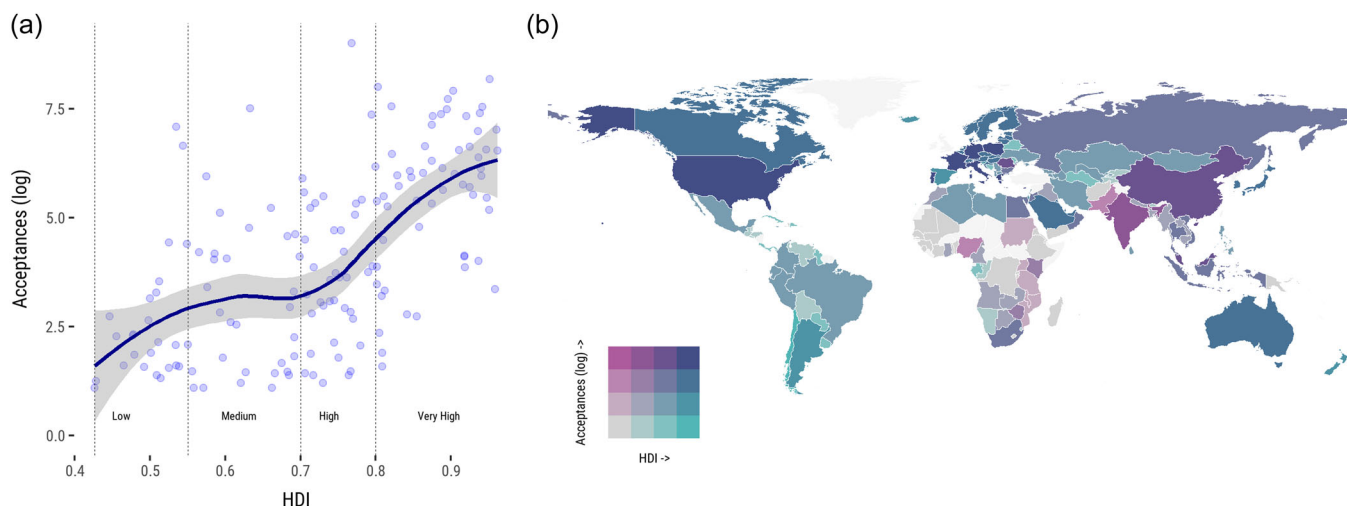 (a)
(b)
Acceptances (log)
7.5
5.0
2.5
0.0
Low
Medium
High
Very High
0.4
0.5
0.6
0.7
0.8
0.9
HDI
Acceptances (log) ->
HDI ->